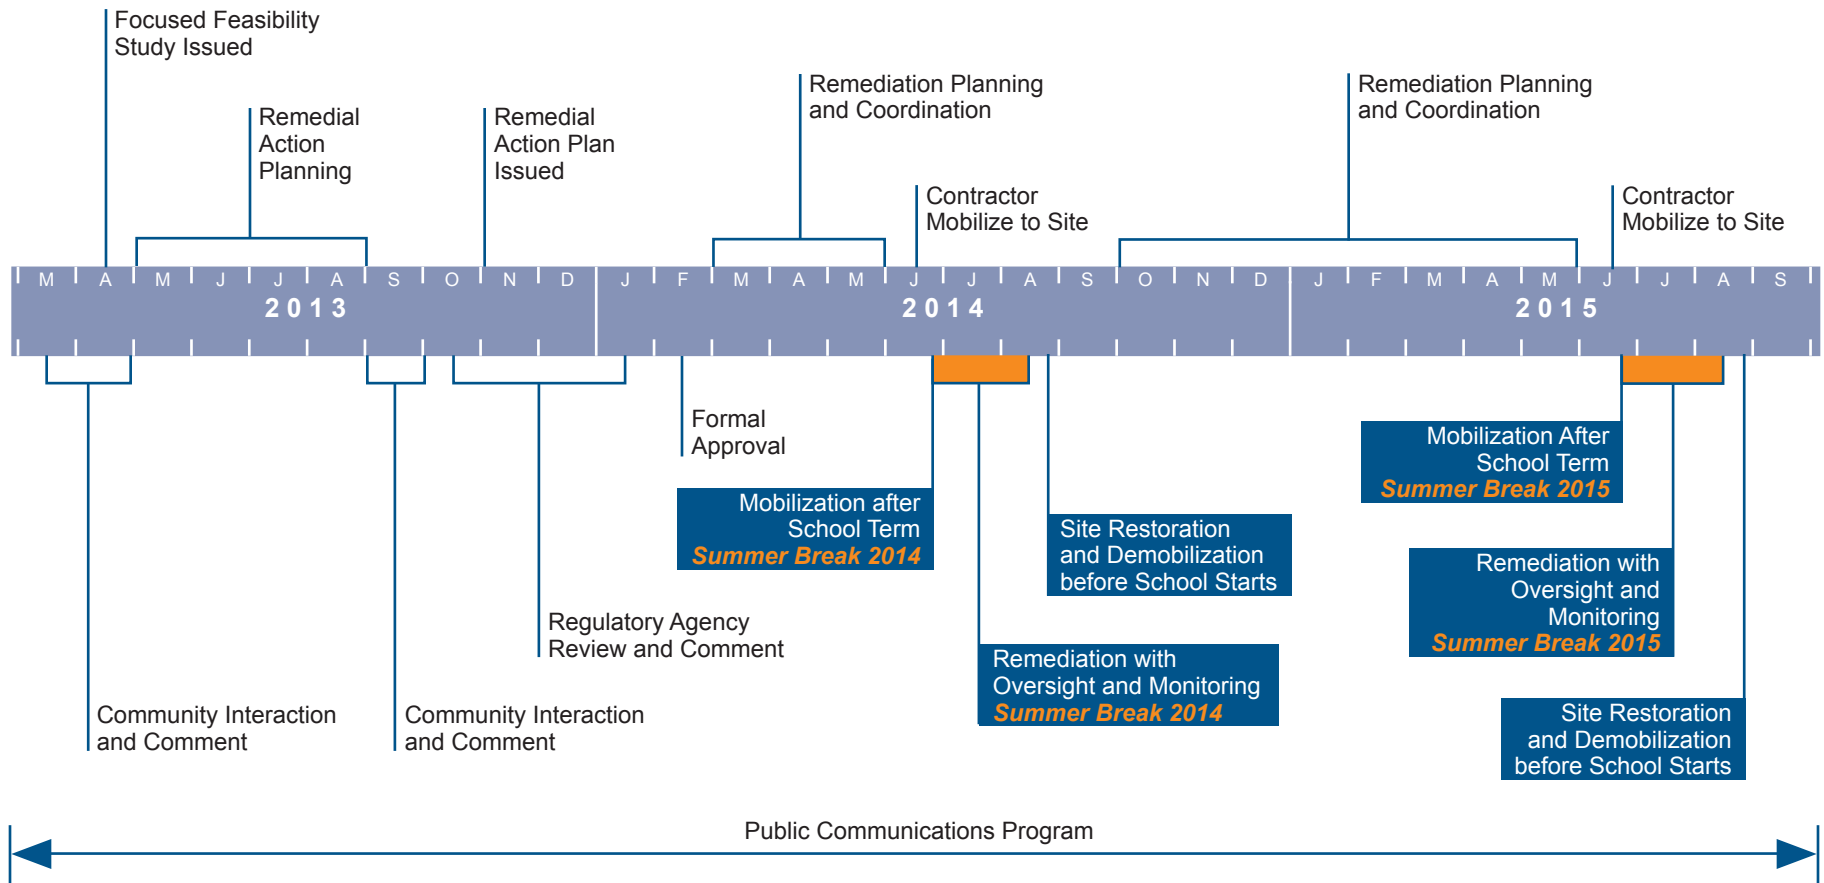 Focused Feasibility
Study Issued
Remedial
Action
Planning
Remedial
Action Plan
Issued
Remediation Planning
and Coordination
Contractor
Mobilize to Site
Remediation Planning
and Coordination
Contractor
Mobilize to Site
M A M J J A S O N D J F M A M J J A S O N D J F M A M J J A S
2013 2014 2015
Formal
Approval
Mobilization after
School Term
Summer Break 2014
Site Restoration
and Demobilization
before School Starts
Mobilization After
School Term
Summer Break 2015
Remediation with
Oversight and
Monitoring
Summer Break 2015
Regulatory Agency
Review and Comment
Remediation with
Oversight and Monitoring
Summer Break 2014
Community Interaction
and Comment
Community Interaction
and Comment
Site Restoration
and Demobilization
before School Starts
Public Communications Program